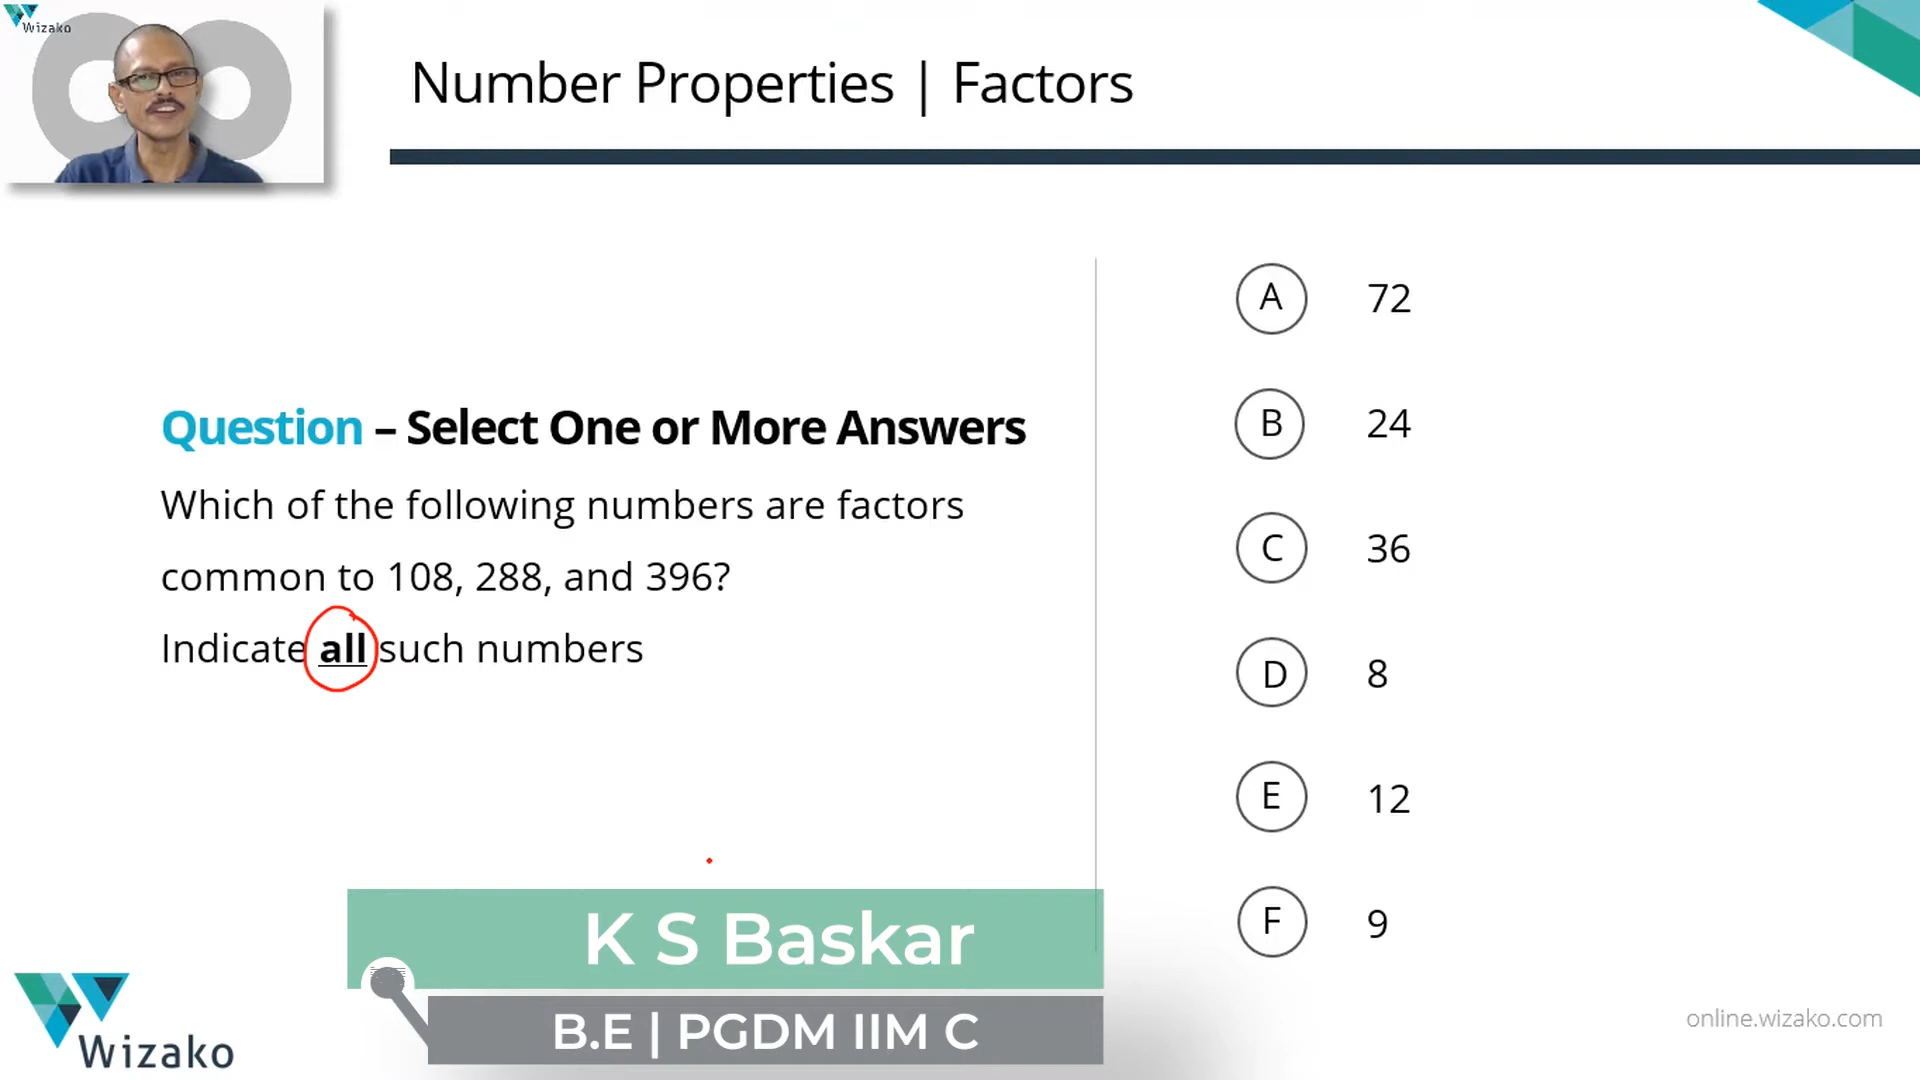 Wizako
Number Properties | Factors
Question – Select One or More Answers
Which of the following numbers are factors
common to 108, 288, and 396?
Indicate all such numbers
A 72
B 24
C 36
D 8
E 12
F 9
K S Baskar
B.E | PGDM IIM C
Wizako
online.wizako.com